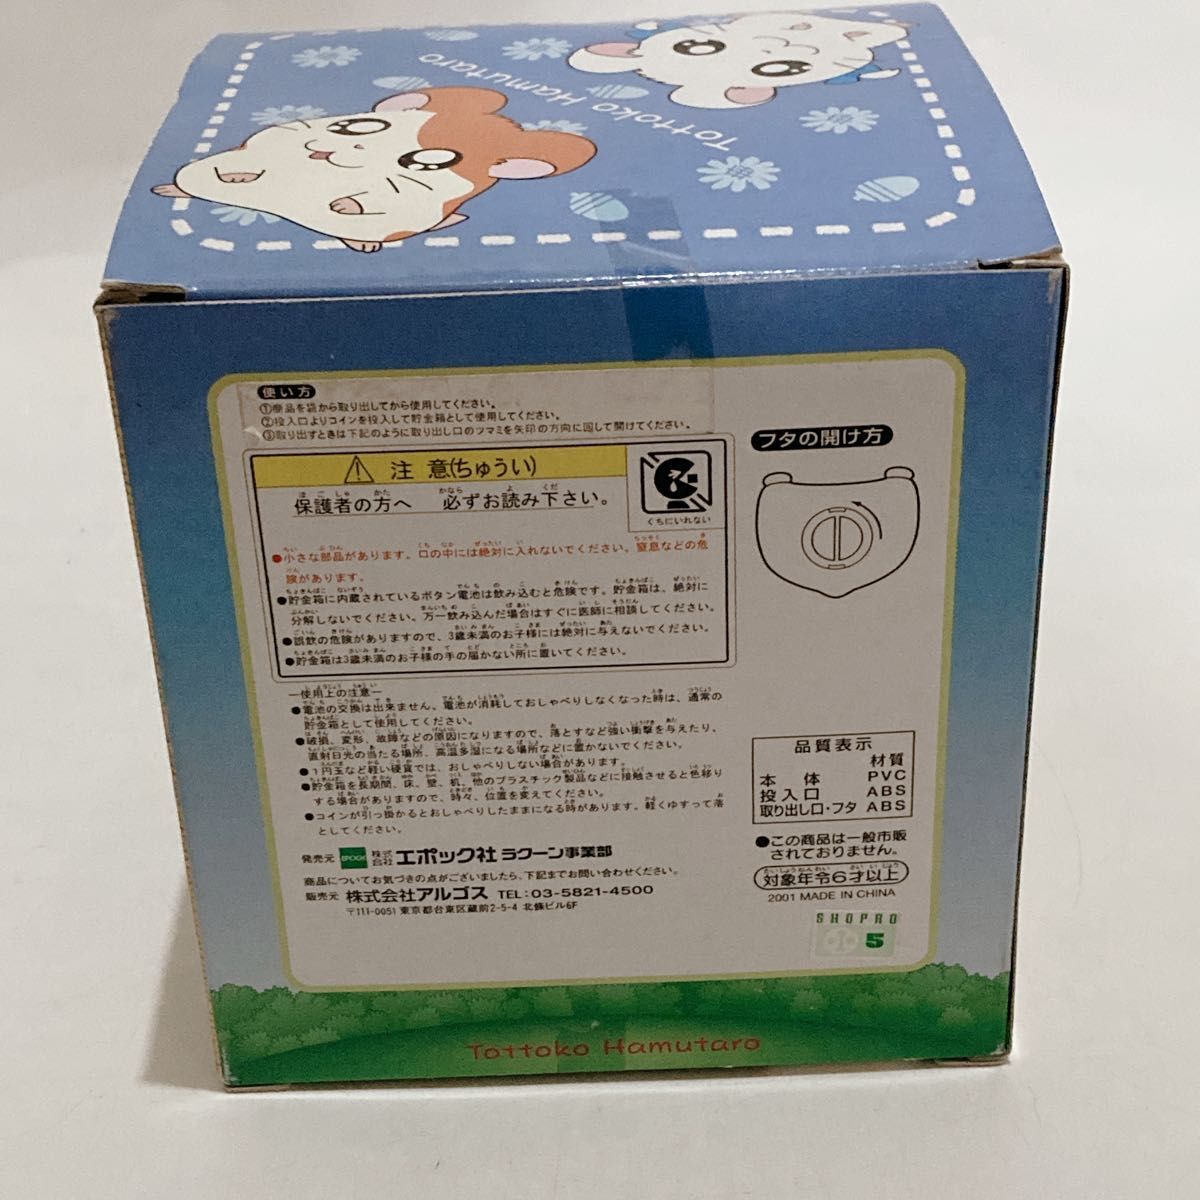 Tottoko Hamutaro
使い方
①商品を袋から取り出してから使用してください。
②投入口よりコインを投入して貯金箱として使用してください。
③取り出すときは下記のように取り出し口のツマミを矢印の方向に回して開けてください。
注意(ちゅうい)
保護者の方へ 必ずお読み下さい。
くちにいれない
●小さな部品があります。口の中には絶対に入れないでください。窒息などの危
険があります。
●貯金箱に内蔵されているボタン電池は飲み込むと危険です。貯金箱は、絶対に
分解しないでください。万一飲み込んだ場合はすぐに医師に相談してください。
●誤飲の危険がありますので、3歳未満のお子様には絶対に与えないでください。
●貯金箱は3歳未満のお子様の手の届かない所に置いてください。
ー使用上の注意ー
●電池の交換は出来ません。電池が消耗しておしゃべりしなくなった時は、通常の
貯金箱として使用してください。
●破損、変形、故障などの原因になりますので、落とすなど強い衝撃を与えたり、
直射日光の当たる場所、高温多湿になる場所などに置かないでください。
●1円玉など軽い硬貨では、おしゃべりしない場合があります。
●貯金箱を長期間、床、壁、机、他のプラスチック製品などに接触させると色移り
する場合がありますので、時々、位置を変えてください。
●コインが引っ掛かるとおしゃべりしたままになる時があります。軽くゆすって落
としてください。
発売元 EPOCH 株式会社 エポック社 ラクーン事業部
商品についてお気づきの点がございましたら、下記までお問い合わせください。
販売元 株式会社アルゴス TEL:03-5821-4500
〒111-0051 東京都台東区蔵前2-5-4 北條ビル6F
フタの開け方
品質表示
材質
本体 PVC
投入口 ABS
取り出し口・フタ ABS
●この商品は一般市販
されておりません。
対象年令6才以上
2001 MADE IN CHINA
SHOPRO
5
Tottoko Hamutaro